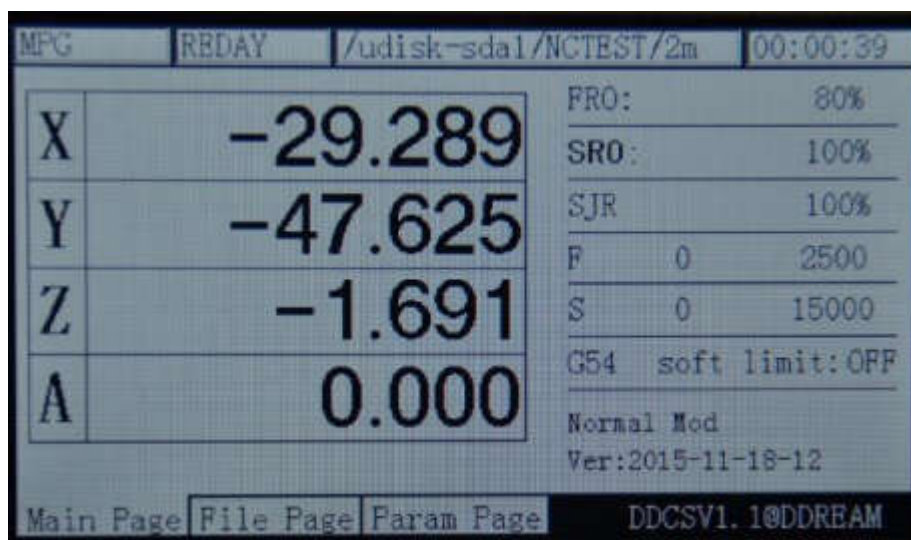 MPG REDAY /udisk-sda1/NCTEST/2m 00:00:39
X -29.289
Y -47.625
Z -1.691
A 0.000
FRO: 80%
SRO: 100%
SJR 100%
F 0 2500
S 0 15000
G54 soft limit:OFF
Normal Mod
Ver:2015-11-18-12
Main Page File Page Param Page DDCSV1.1@DDREAM